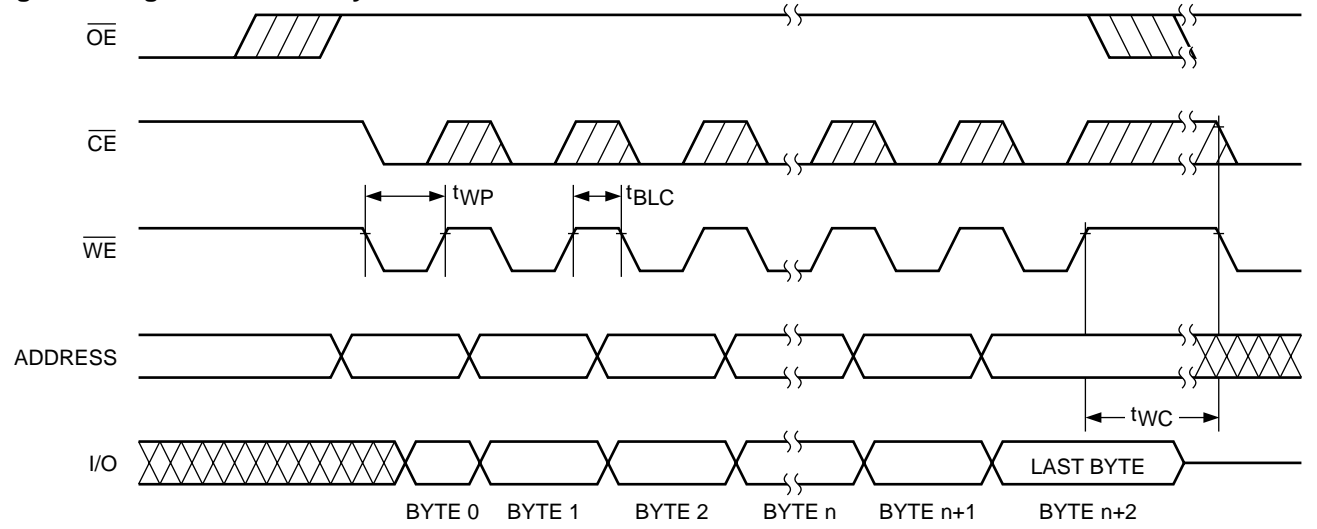 OE
CE
tWP
tBLC
WE
ADDRESS
tWC
I/O
LAST BYTE
BYTE 0 BYTE 1 BYTE 2 BYTE n BYTE n+1 BYTE n+2